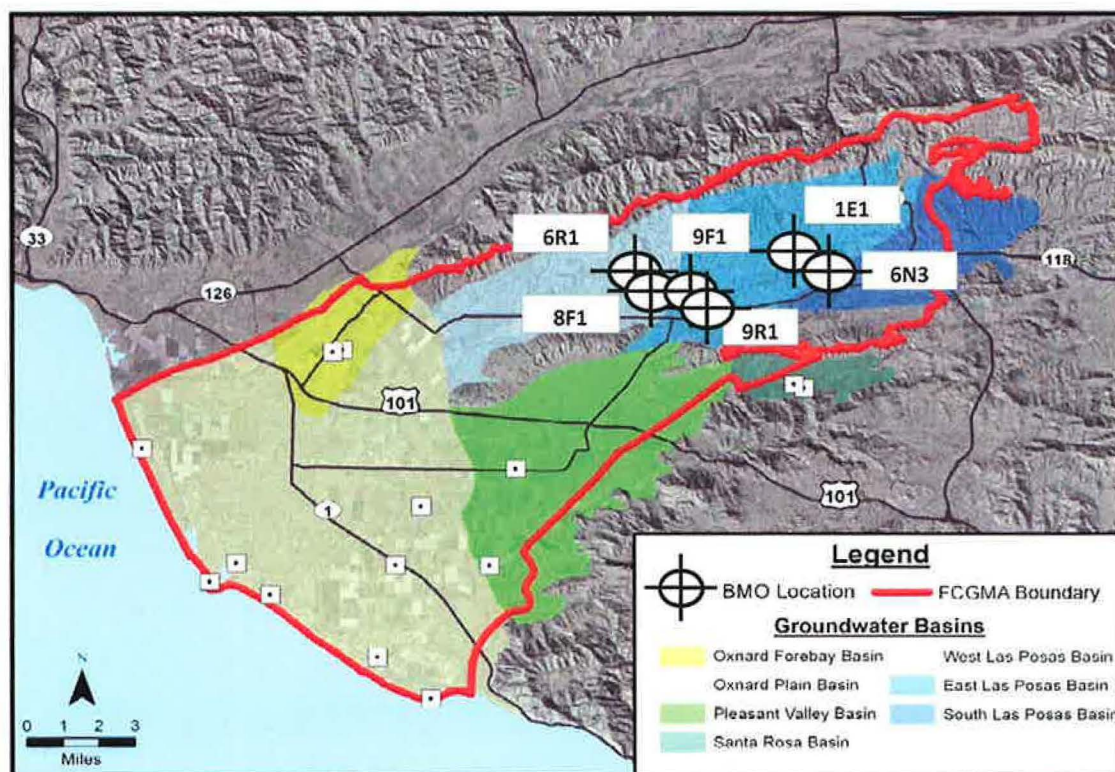 33
126
118
6R1
9F1
1E1
6N3
8F1
9R1
101
Pacific
Ocean
1
101
N
0 1 2 3
Miles
Legend
BMO Location
FCGMA Boundary
Groundwater Basins
Oxnard Forebay Basin
West Las Posas Basin
Oxnard Plain Basin
East Las Posas Basin
Pleasant Valley Basin
South Las Posas Basin
Santa Rosa Basin